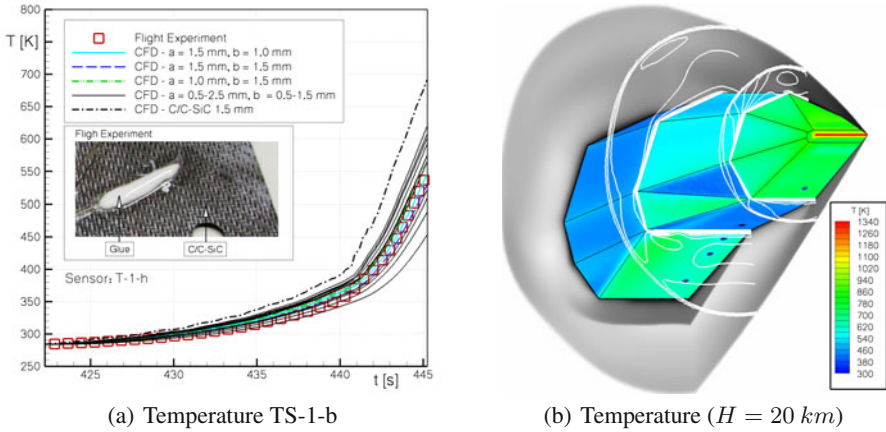 800
T [K]
750
700
650
600
550
500
450
400
350
300
250
Flight Experiment
CFD - a = 1.5 mm, b = 1.0 mm
CFD - a = 1.5 mm, b = 1.5 mm
CFD - a = 1.0 mm, b = 1.5 mm
CFD - a = 0.5-2.5 mm, b = 0.5-1.5 mm
CFD - C/C-SiC 1.5 mm
Fligh Experiment
Glue
C/C-SiC
Sensor: T-1-h
425
430
435
440
t [s]
445
(a) Temperature TS-1-b
T [K]
1340
1260
1180
1100
1020
940
860
780
700
620
540
460
380
300
(b) Temperature (H = 20 km)